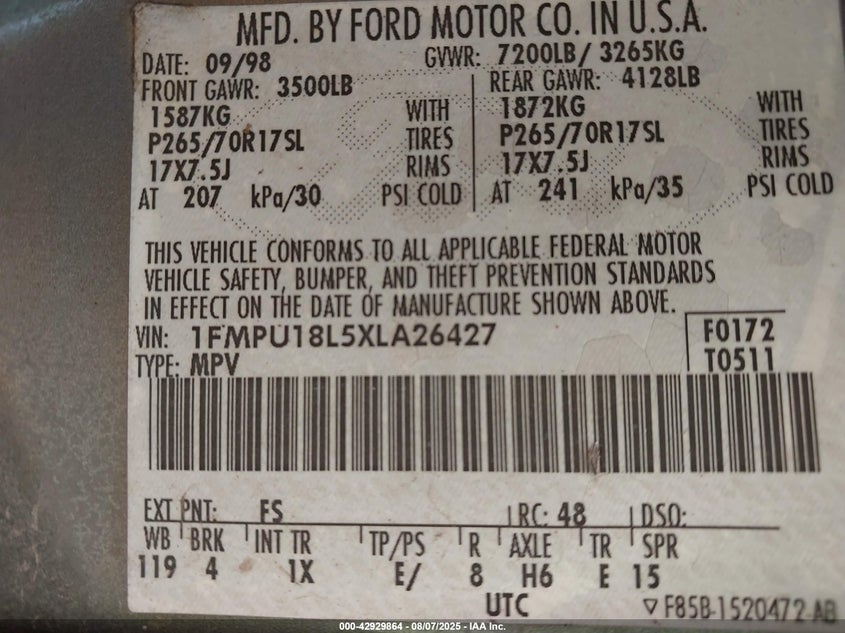 MFD. BY FORD MOTOR CO. IN U.S.A.
DATE: 09/98 GVWR: 7200LB/ 3265KG
FRONT GAWR: 3500LB REAR GAWR: 4128LB
1587KG WITH 1872KG WITH
P265/70R17SL TIRES P265/70R17SL TIRES
17X7.5J RIMS 17X7.5J RIMS
AT 207 kPa/30 PSI COLD AT 241 kPa/35 PSI COLD
THIS VEHICLE CONFORMS TO ALL APPLICABLE FEDERAL MOTOR
VEHICLE SAFETY, BUMPER, AND THEFT PREVENTION STANDARDS
IN EFFECT ON THE DATE OF MANUFACTURE SHOWN ABOVE.
VIN: 1FMPU18L5XLA26427 F0172
TYPE: MPV T0511
EXT PNT: FS RC: 48 DSO:
WB BRK INT TR TP/PS R AXLE TR SPR
119 4 1X E/ 8 H6 E 15
UTC ▽F85B-1520472-AB
000-42929864 - 08/07/2025 - IAA Inc.